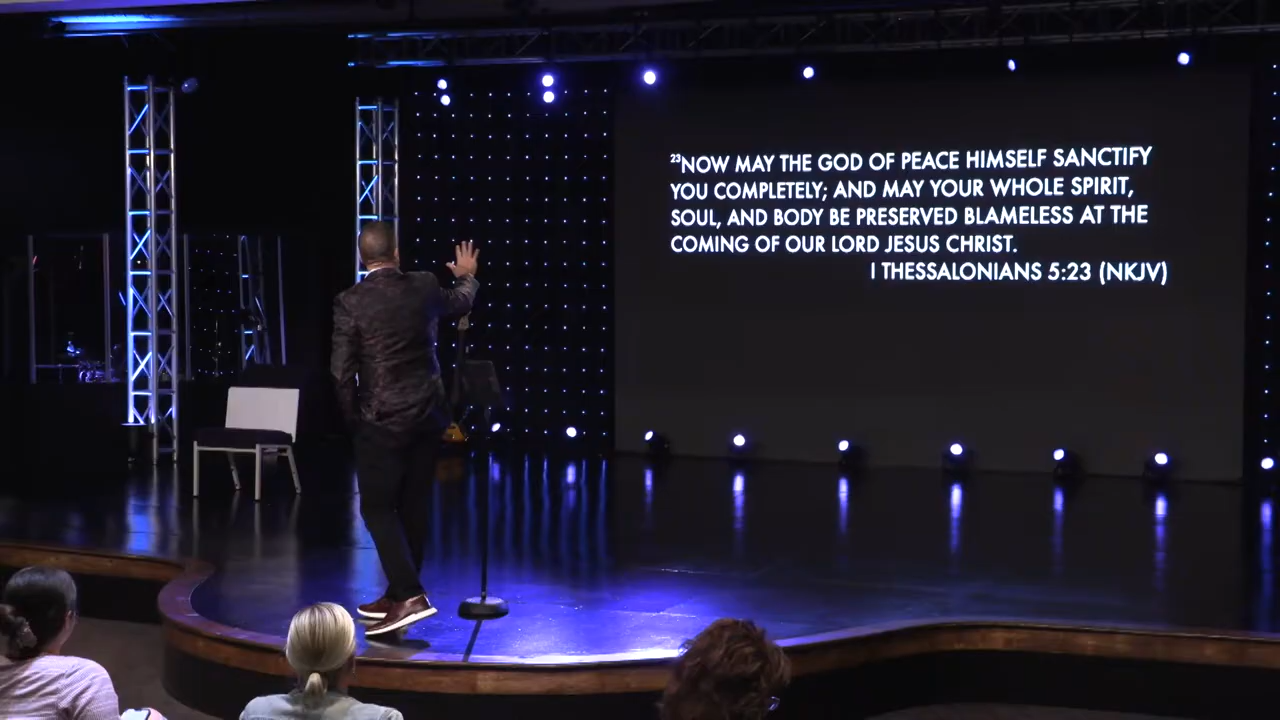 ²³NOW MAY THE GOD OF PEACE HIMSELF SANCTIFY
YOU COMPLETELY; AND MAY YOUR WHOLE SPIRIT,
SOUL, AND BODY BE PRESERVED BLAMELESS AT THE
COMING OF OUR LORD JESUS CHRIST.
I THESSALONIANS 5:23 (NKJV)